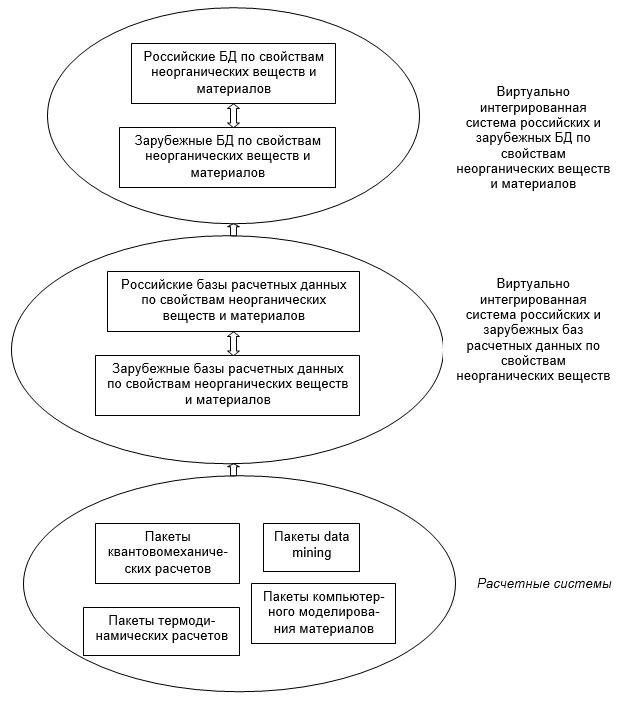 Российские БД по свойствам
неорганических веществ и
материалов
Зарубежные БД по свойствам
неорганических веществ и
материалов
Виртуально
интегрированная
система российских и
зарубежных БД по
свойствам
неорганических веществ
и материалов
Российские базы расчетных данных
по свойствам неорганических
веществ и материалов
Зарубежные базы расчетных данных
по свойствам неорганических веществ
и материалов
Виртуально
интегрированная
система российских и
зарубежных баз
расчетных данных по
свойствам
неорганических веществ
Пакеты
квантовомеханиче-
ских расчетов
Пакеты data
mining
Пакеты термоди-
намических расчетов
Пакеты компьютер-
ного моделирова-
ния материалов
Расчетные системы